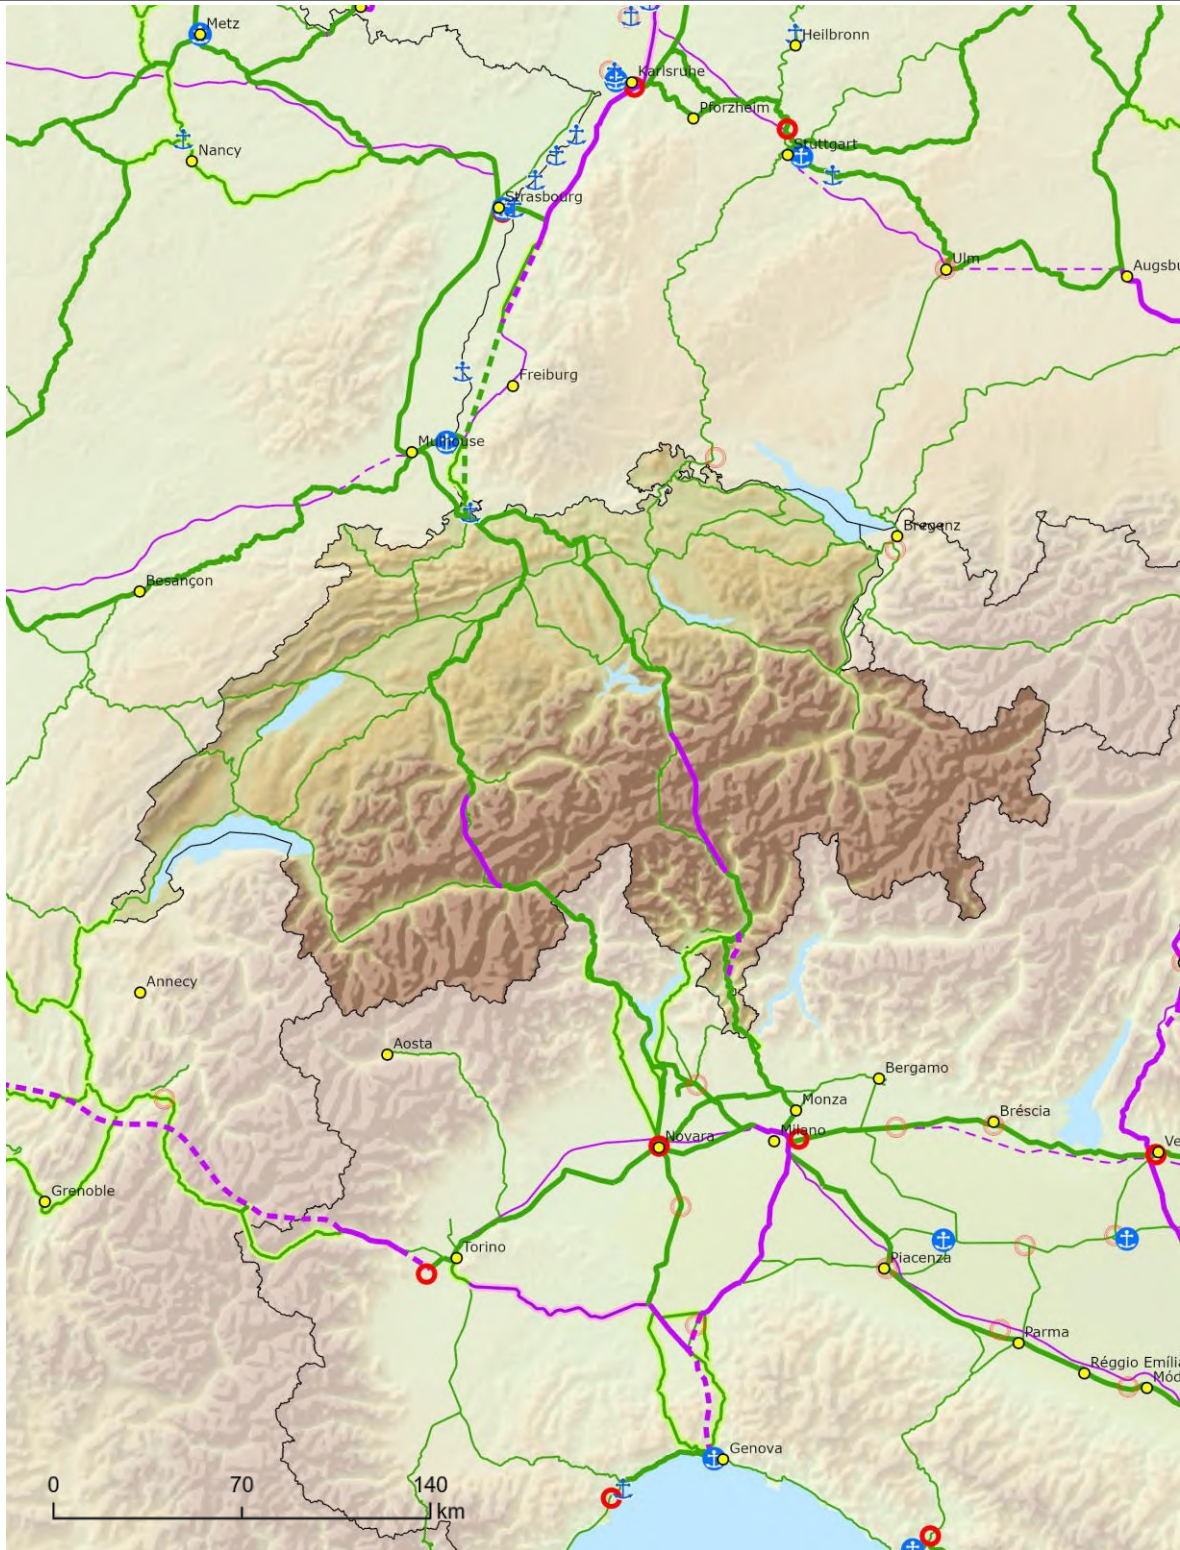 Metz
Heilbronn
Karlsruhe
Pforzheim
Stuttgart
Nancy
Strasbourg
Ulm
Augsbu
Freiburg
Mulhouse
Bregenz
Besançon
Annecy
Aosta
Bergamo
Monza
Bréscia
Novara
Milano
Ve
Grenoble
Torino
Piacenza
Parma
Réggio Emília
Mód
Genova
0 70 140
km